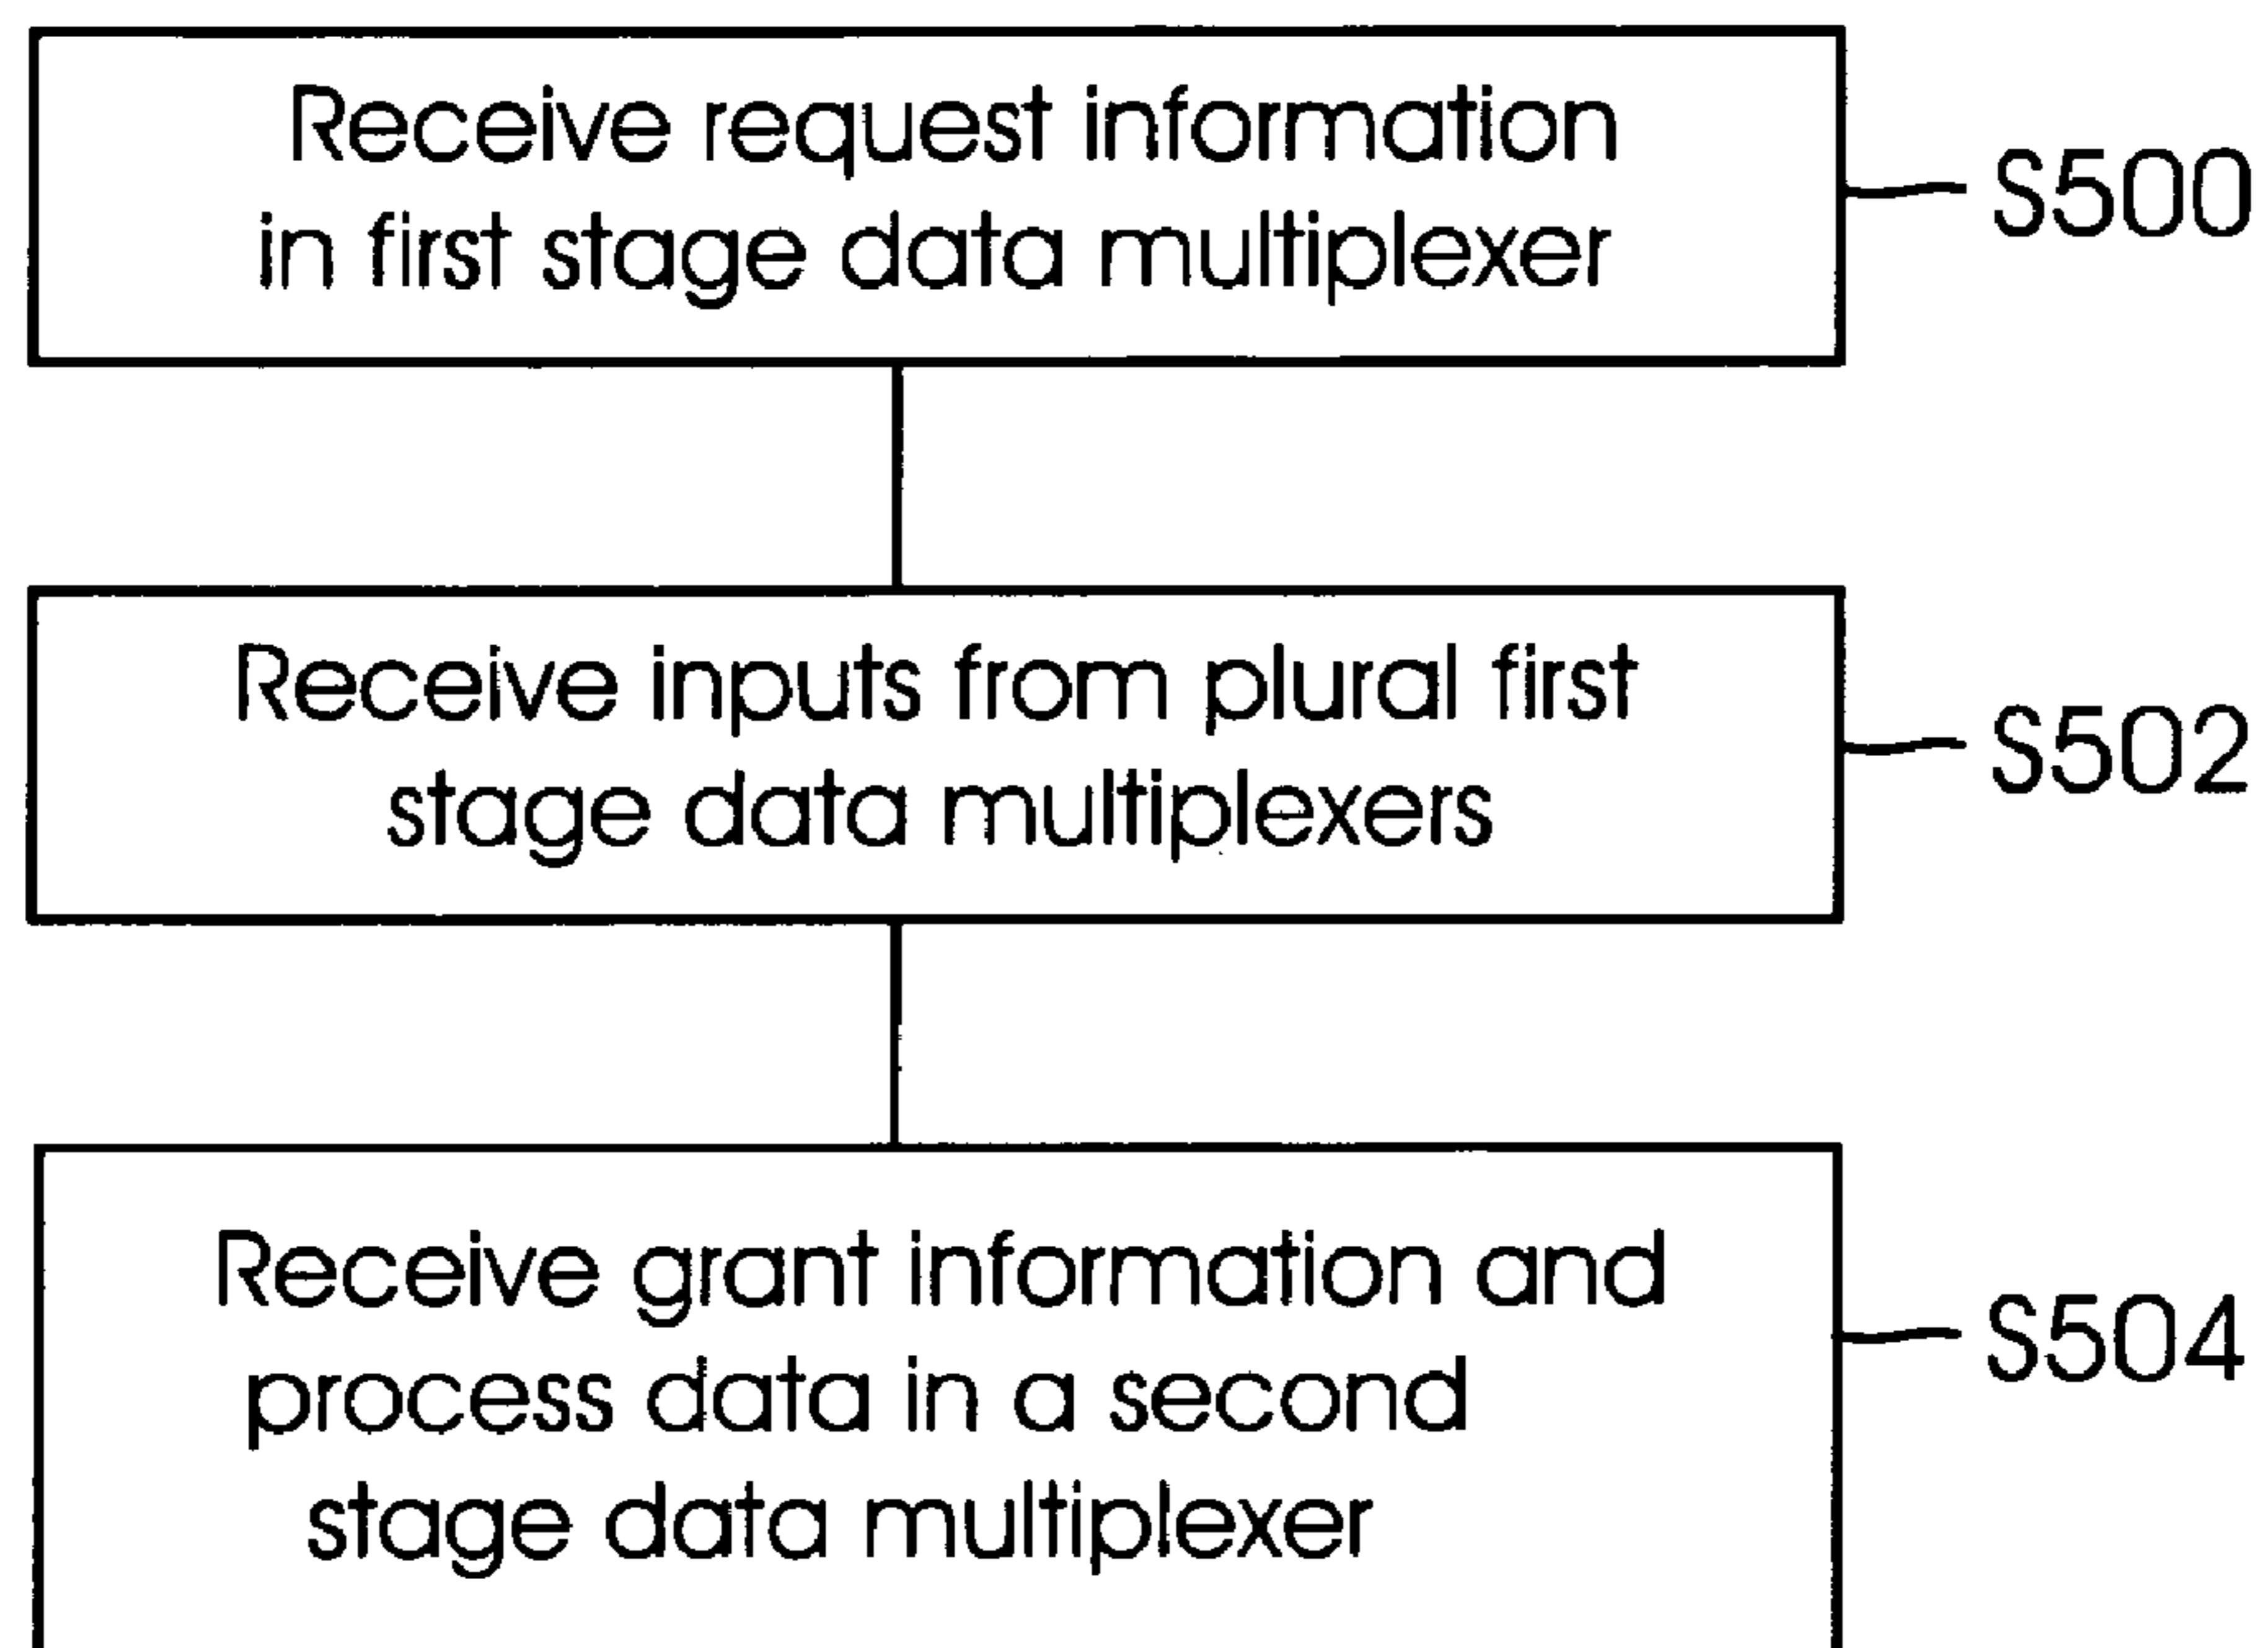 Receive request information
in first stage data multiplexer
S500
Receive inputs from plural first
stage data multiplexers
S502
Receive grant information and
process data in a second
stage data multiplexer
S504